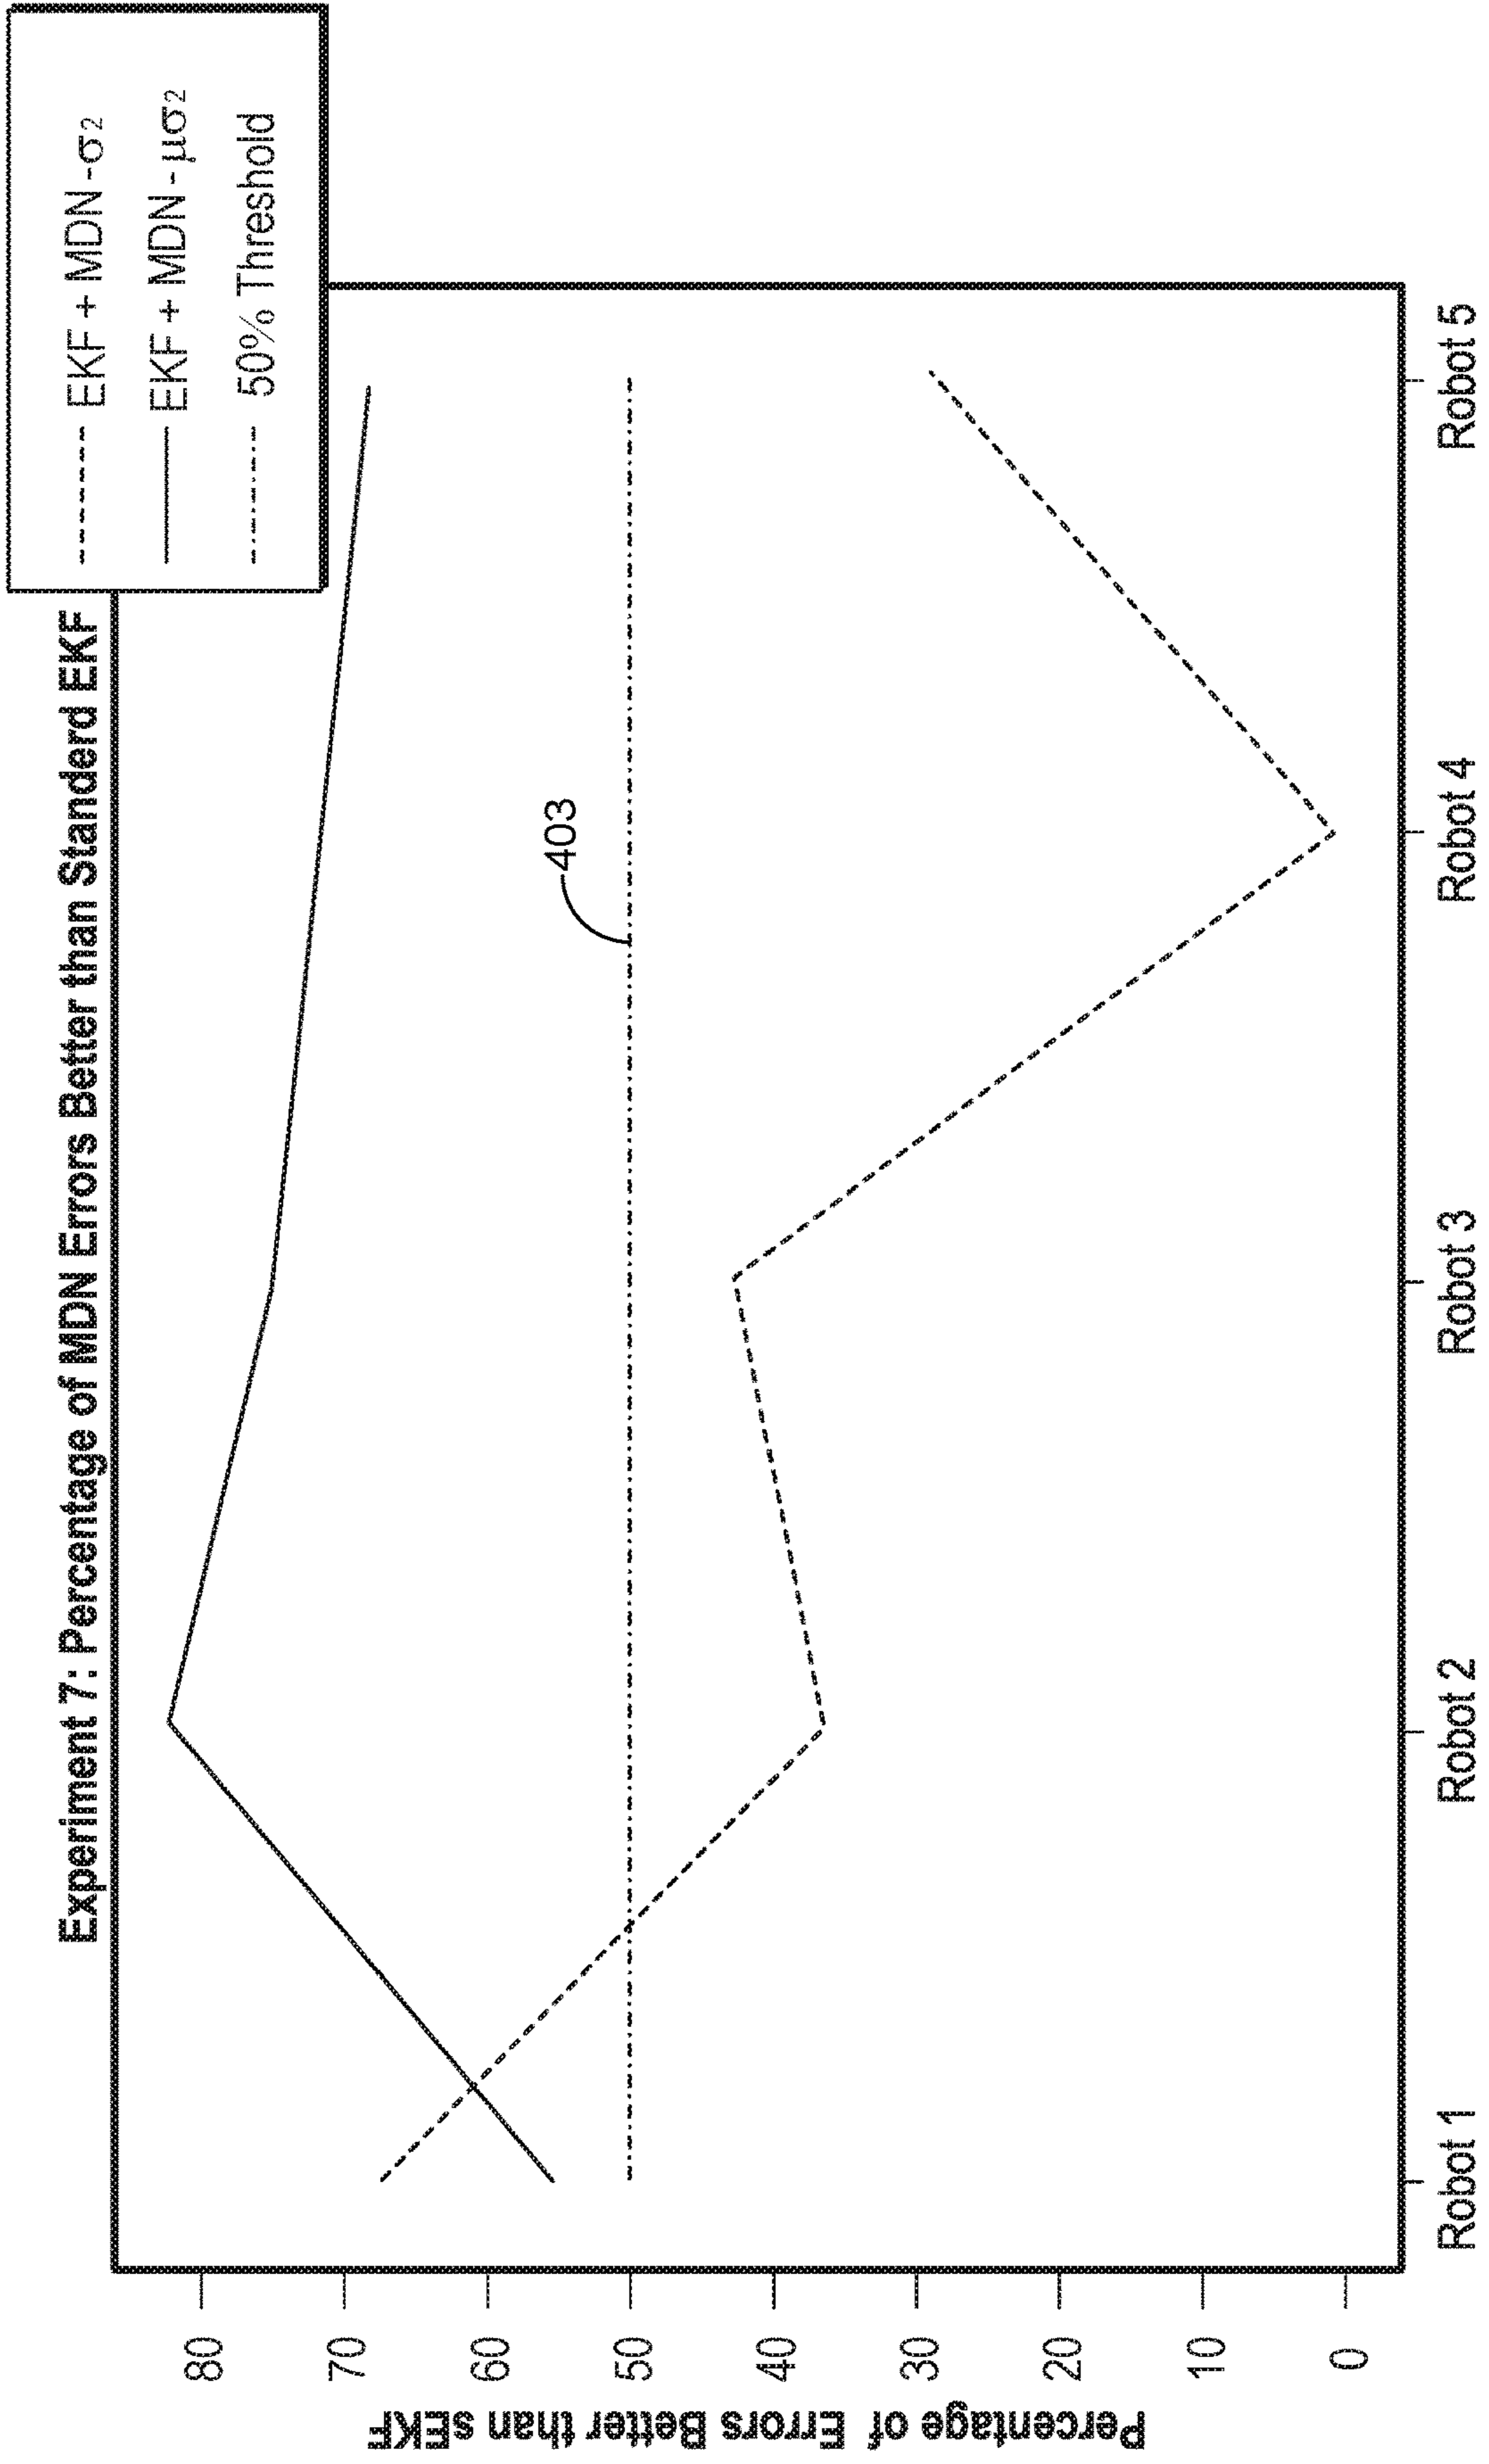 Experiment 7: Percentage of MDN Errors Better than Standerd EKF
EKF + MDN -σ2
EKF + MDN - μσ2
50% Threshold
403
Percentage of Errors Better than sEKF
80
70
60
50
40
30
20
10
0
Robot 1
Robot 2
Robot 3
Robot 4
Robot 5